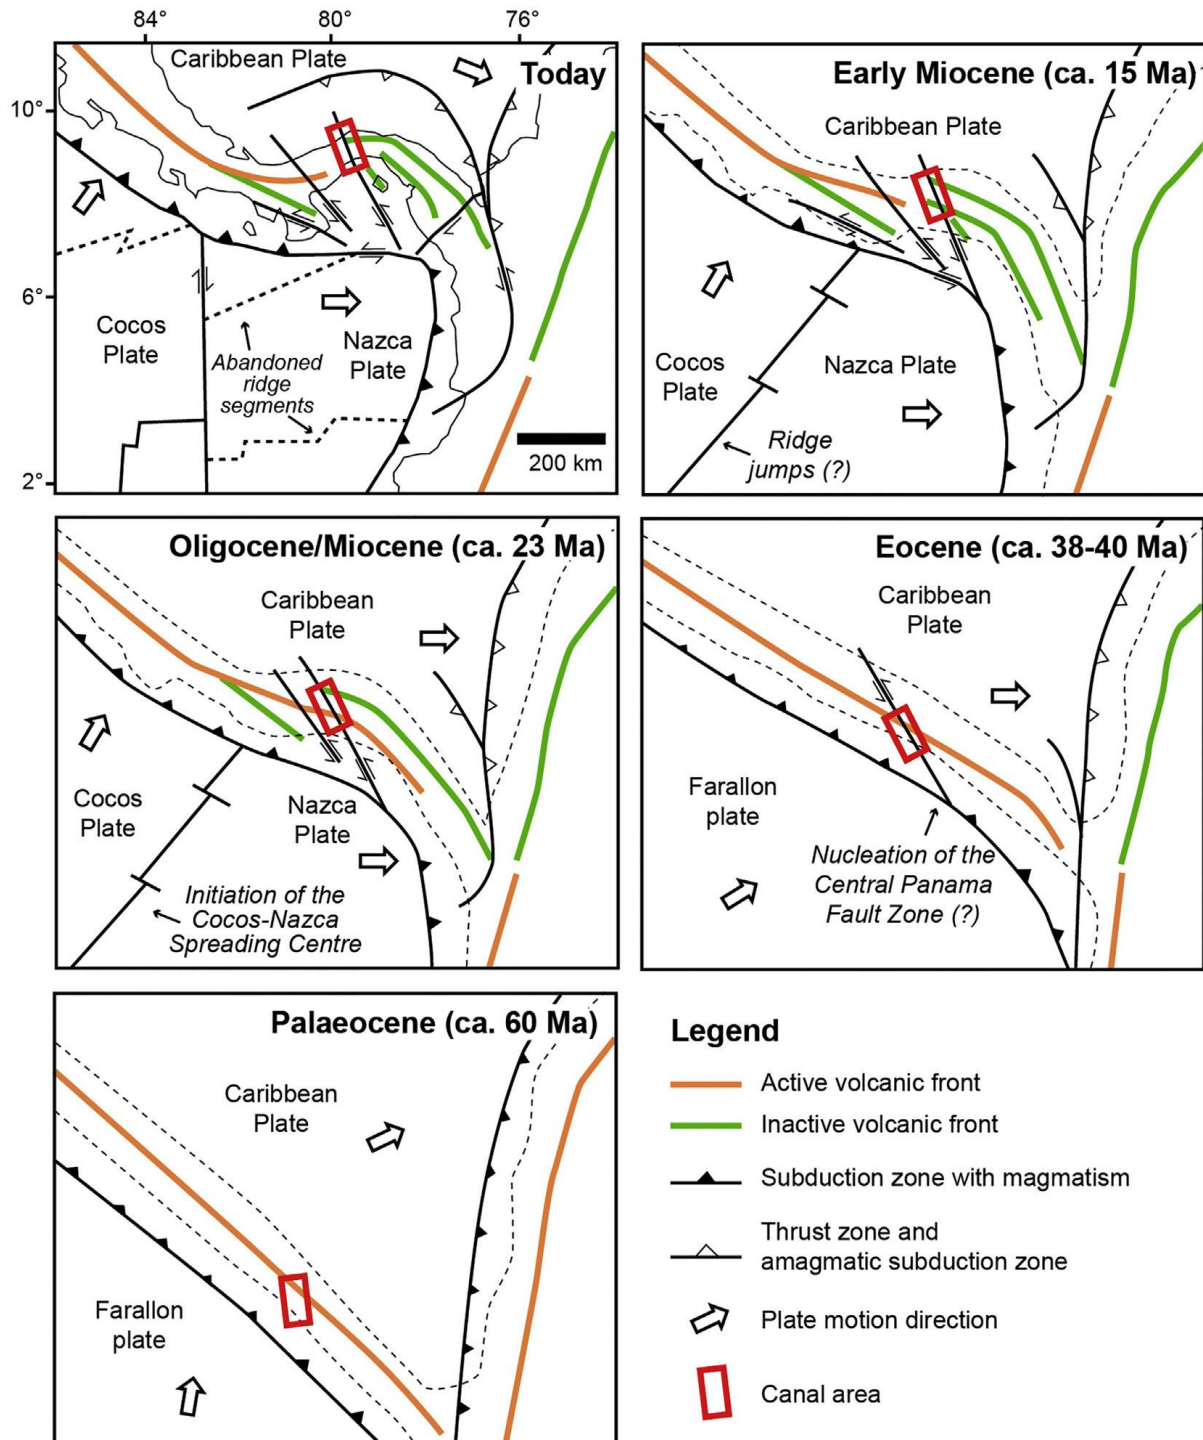 84°
80°
76°
10°
6°
2°
Caribbean Plate
Today
Cocos
Plate
Abandoned
ridge
segments
Nazca
Plate
200 km
Early Miocene (ca. 15 Ma)
Caribbean Plate
Cocos
Plate
Nazca Plate
Ridge
jumps (?)
Oligocene/Miocene (ca. 23 Ma)
Caribbean
Plate
Cocos
Plate
Nazca
Plate
Initiation of the
Cocos-Nazca
Spreading Centre
Eocene (ca. 38-40 Ma)
Caribbean
Plate
Farallon
plate
Nucleation of the
Central Panama
Fault Zone (?)
Palaeocene (ca. 60 Ma)
Caribbean
Plate
Farallon
plate
Legend
Active volcanic front
Inactive volcanic front
Subduction zone with magmatism
Thrust zone and
amagmatic subduction zone
Plate motion direction
Canal area